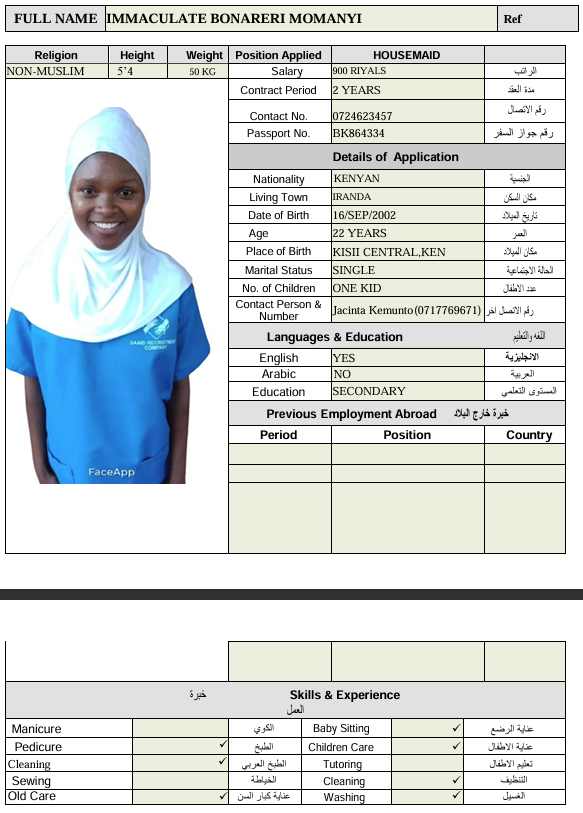 FULL NAME IMMACULATE BONARERI MOMANYI Ref
Religion Height Weight Position Applied HOUSEMAID
NON-MUSLIM 5'4 50 KG Salary 900 RIYALS الراتب
Contract Period 2 YEARS مدة العقد
Contact No. 0724623457 رقم الاتصال
Passport No. BK864334 رقم جواز السفر
Details of Application
Nationality KENYAN الجنسية
Living Town IRANDA مكان السكن
Date of Birth 16/SEP/2002 تاريخ الميلاد
Age 22 YEARS العمر
Place of Birth KISII CENTRAL,KEN مكان الميلاد
Marital Status SINGLE الحالة الاجتماعية
No. of Children ONE KID عدد الاطفال
Contact Person & Number Jacinta Kemunto(0717769671) رقم الاتصال اخر
Languages & Education اللغه والتعليم
English YES الانجليزية
Arabic NO العربية
Education SECONDARY المستوى التعلمي
Previous Employment Abroad خبرة خارج البلاد
Period Position Country
SAAID RECRUITMENT
COMPANY
FaceApp
Skills & Experience خبرة
العمل
Manicure الكوي Baby Sitting ✓ عناية الرضع
Pedicure ✓ الطبخ Children Care ✓ عناية الاطفال
Cleaning ✓ الطبخ العربي Tutoring تعليم الاطفال
Sewing الخياطة Cleaning ✓ التنظيف
Old Care ✓ عناية كبار السن Washing ✓ الغسيل